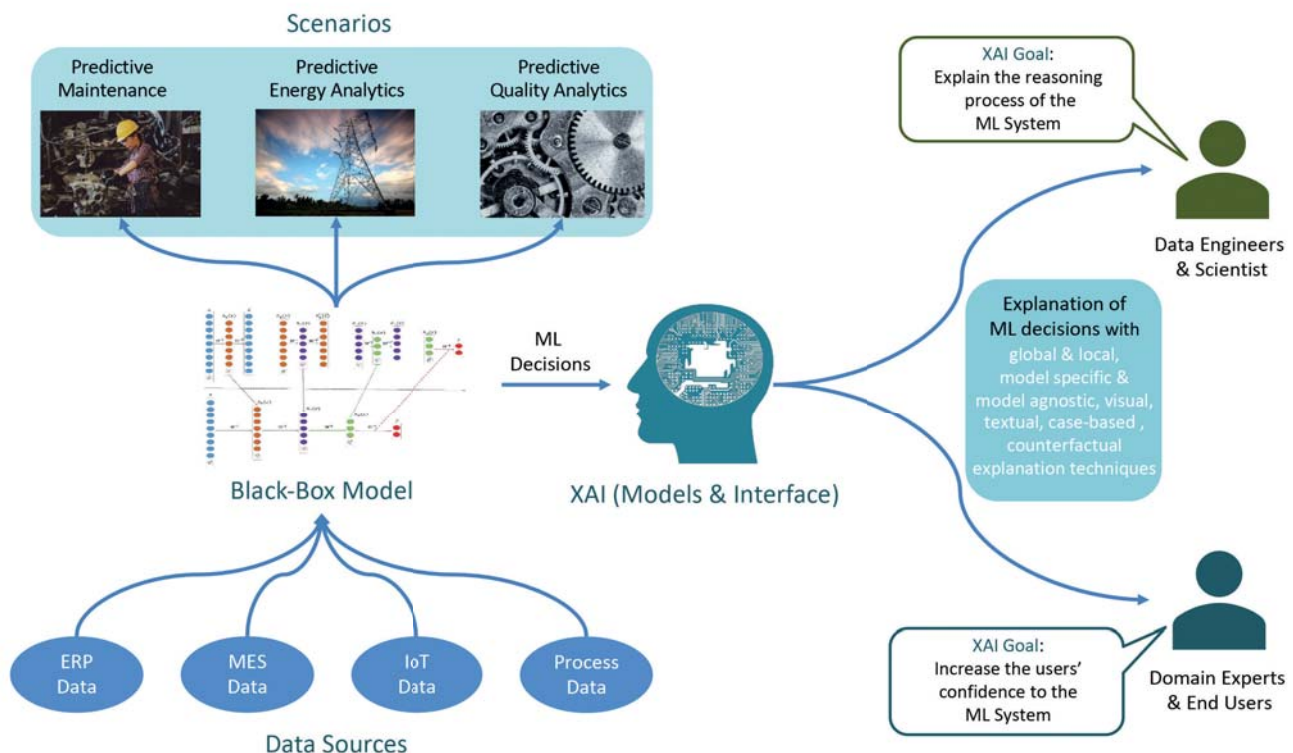 Scenarios
Predictive
Maintenance
Predictive
Energy Analytics
Predictive
Quality Analytics
XAI Goal:
Explain the reasoning
process of the
ML System
Data Engineers
& Scientist
ML
Decisions
Explanation of
ML decisions with
global & local,
model specific &
model agnostic, visual,
textual, case-based ,
counterfactual
explanation techniques
Black-Box Model
XAI (Models & Interface)
ERP
Data
MES
Data
IoT
Data
Process
Data
Data Sources
XAI Goal:
Increase the users’
confidence to the
ML System
Domain Experts
& End Users